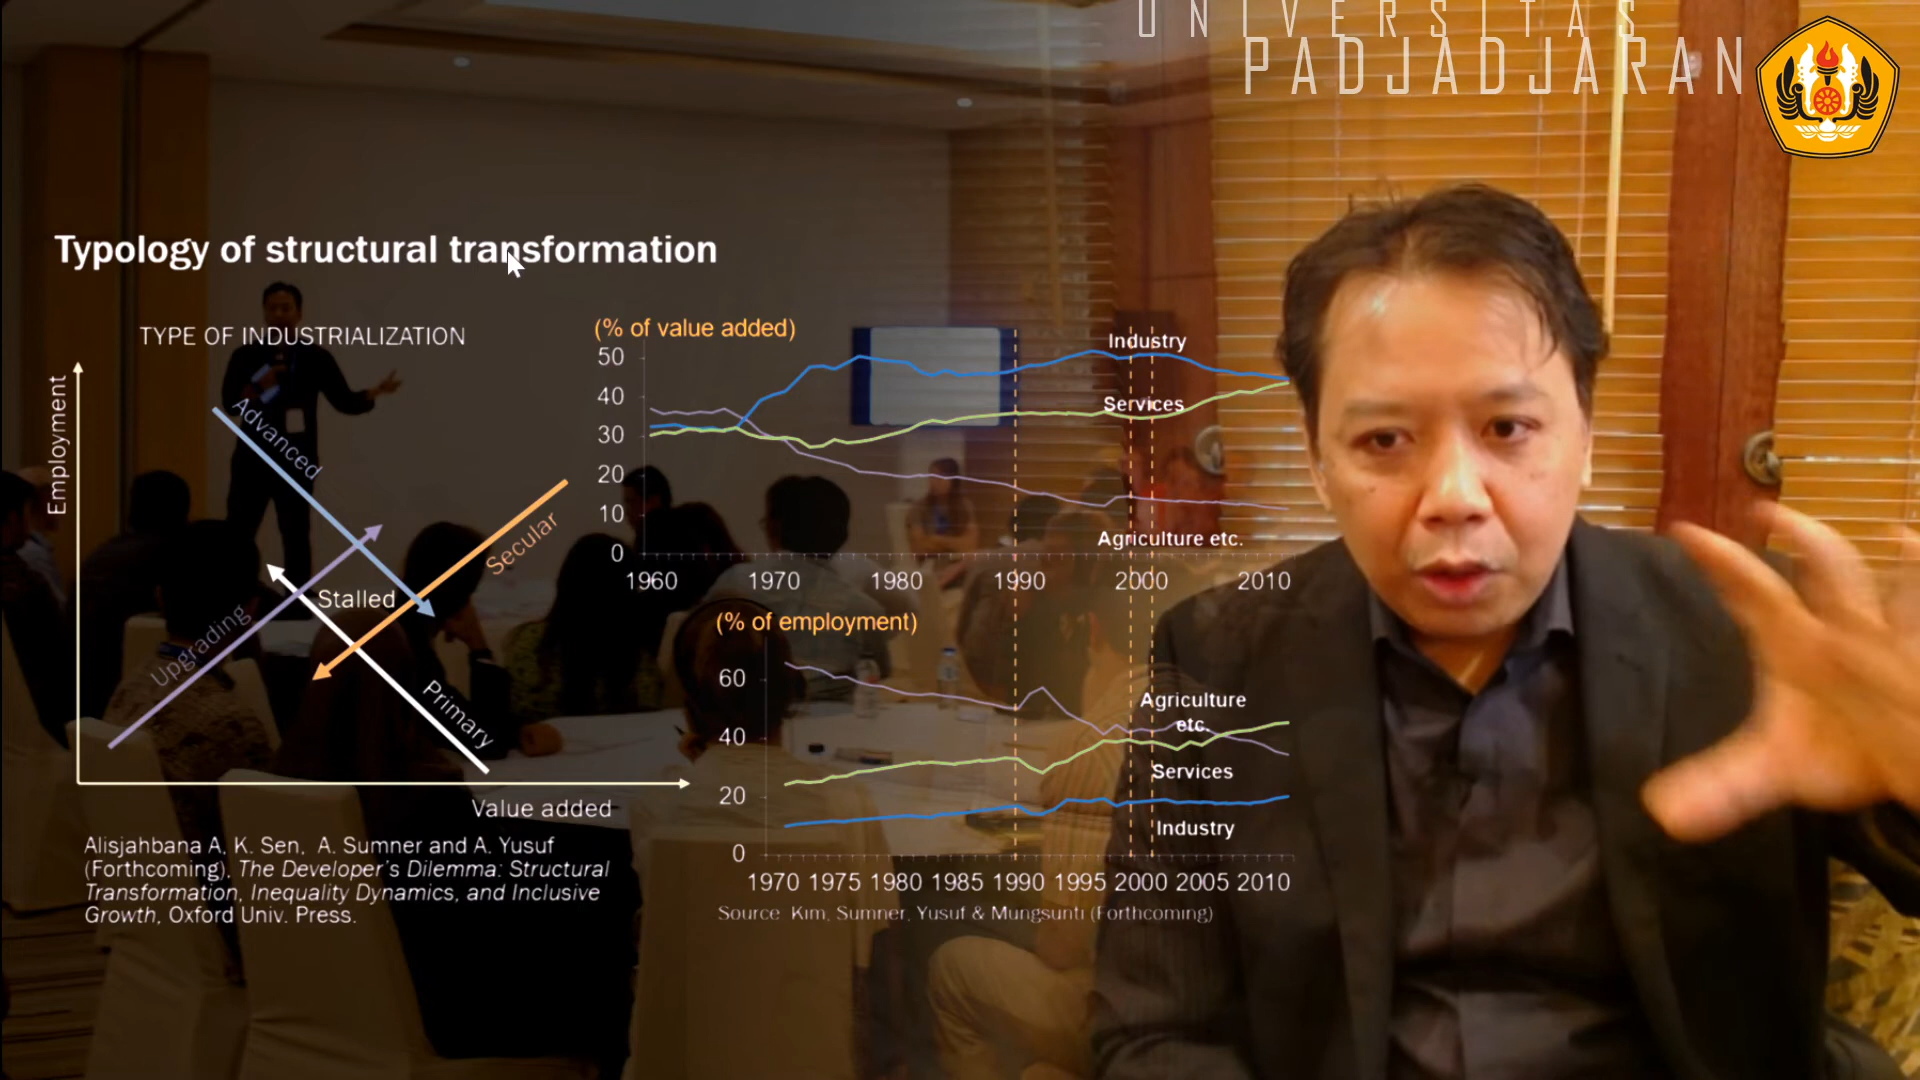 UNIVERSITAS
PADJADJARAN
Typology of structural transformation
TYPE OF INDUSTRIALIZATION
Employment
Advanced
Secular
Stalled
Upgrading
Primary
Value added
Alisjahbana A, K. Sen, A. Sumner and A. Yusuf
(Forthcoming), The Developer's Dilemma: Structural
Transformation, Inequality Dynamics, and Inclusive
Growth, Oxford Univ. Press.
(% of value added)
50
40
30
20
10
0
Industry
Services
Agriculture etc.
1960 1970 1980 1990 2000 2010
(% of employment)
60
40
20
0
Agriculture
etc.
Services
Industry
1970 1975 1980 1985 1990 1995 2000 2005 2010
Source: Kim, Sumner, Yusuf & Mungsunti (Forthcoming)